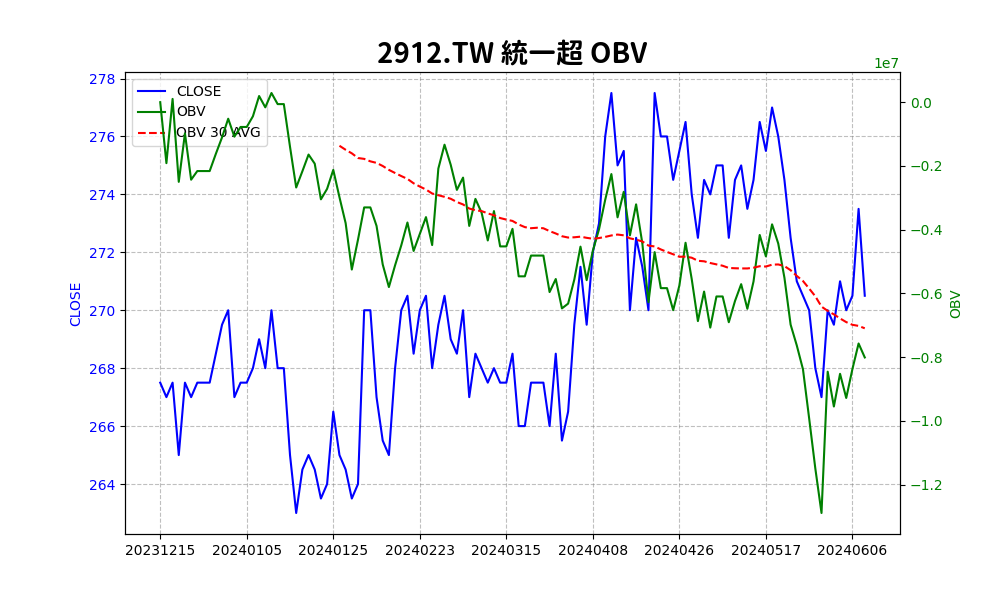 2912.TW 統一超 OBV
1e7
278
276
274
272
270
268
266
264
CLOSE
CLOSE
OBV
OBV 30 AVG
0.0
−0.2
−0.4
−0.6
−0.8
−1.0
−1.2
OBV
20231215 20240105 20240125 20240223 20240315 20240408 20240426 20240517 20240606